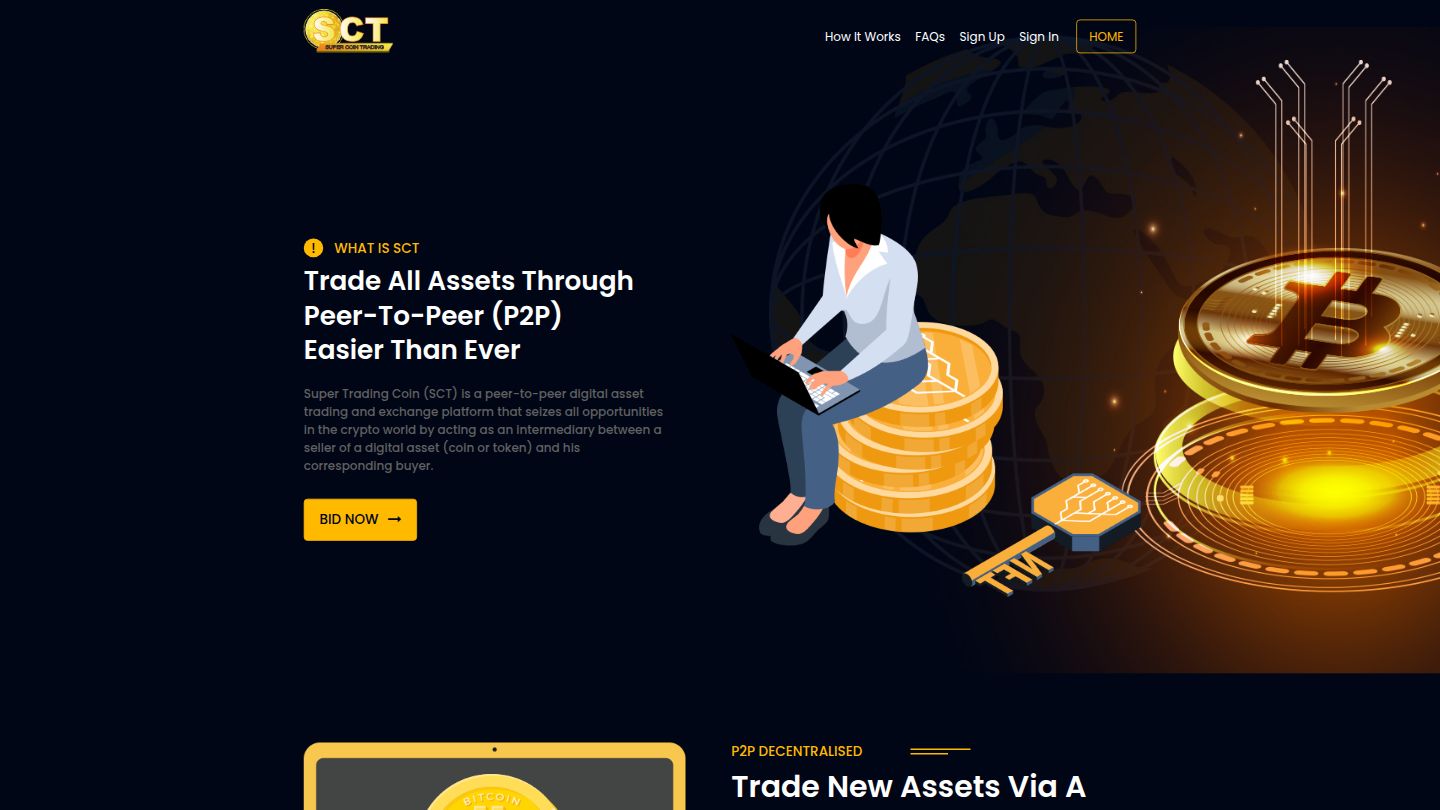 SCT
SUPER COIN TRADING
How It Works
FAQs
Sign Up
Sign In
HOME
! WHAT IS SCT
Trade All Assets Through
Peer-To-Peer (P2P)
Easier Than Ever
Super Trading Coin (SCT) is a peer-to-peer digital asset
trading and exchange platform that seizes all opportunities
in the crypto world by acting as an intermediary between a
seller of a digital asset (coin or token) and his
corresponding buyer.
BID NOW
BITCOIN
P2P DECENTRALISED
Trade New Assets Via A